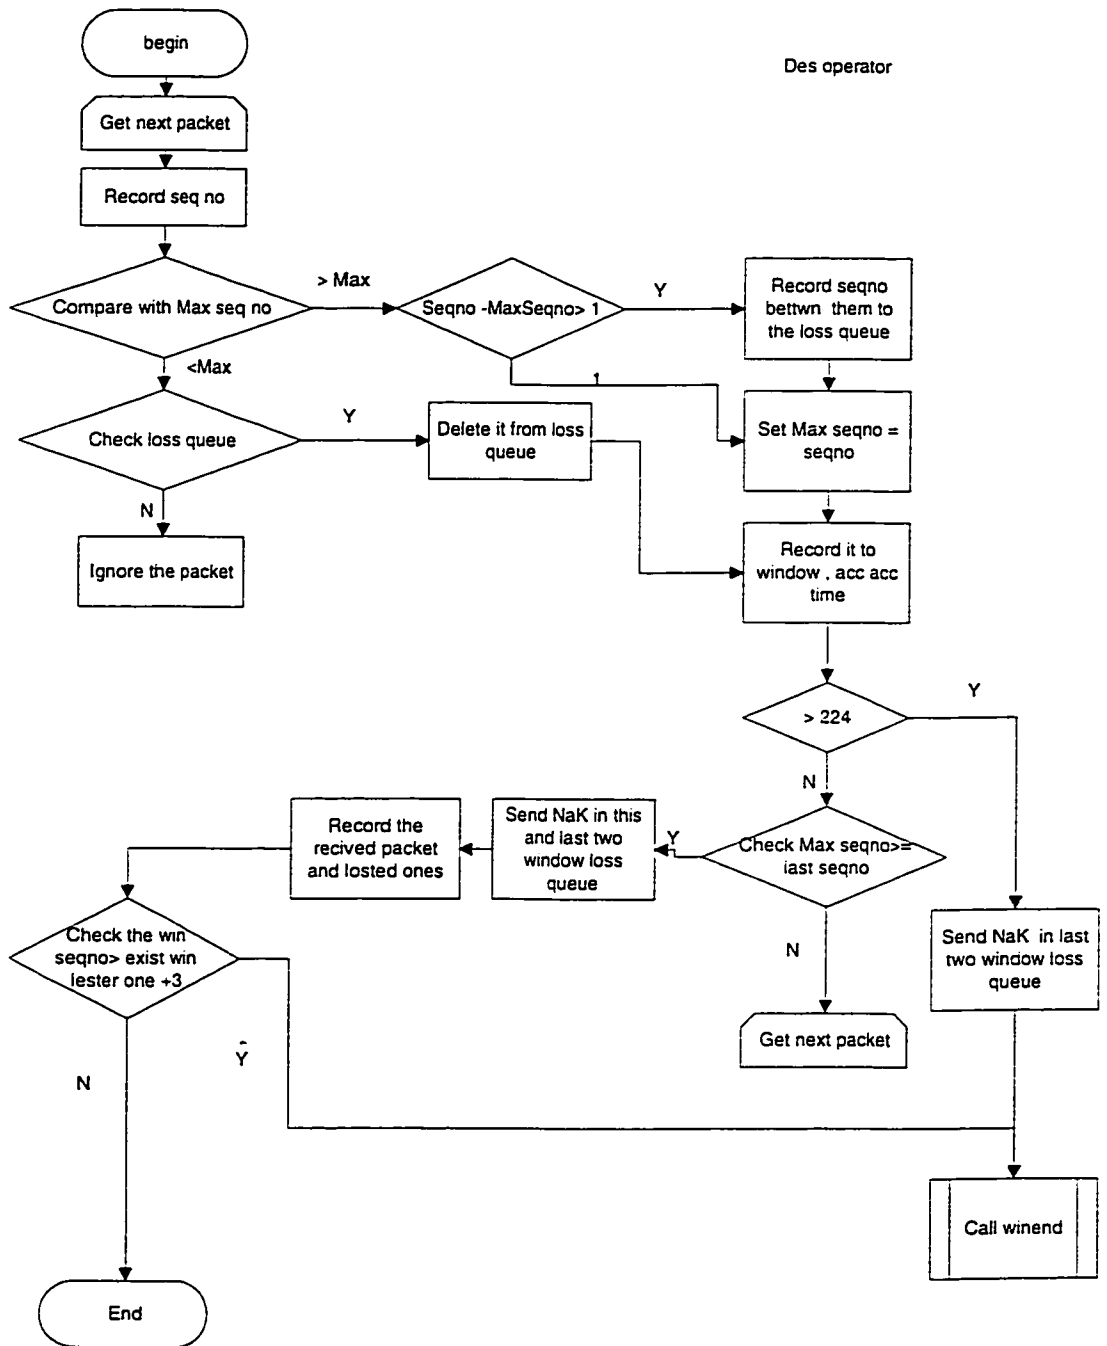 begin
Des operator
Get next packet
Record seq no
Compare with Max seq no
> Max
Seqno -MaxSeqno> 1
Y
Record seqno
bettwn them to
the loss queue
<Max
1
Check loss queue
Y
Delete it from loss
queue
Set Max seqno =
seqno
N
Ignore the packet
Record it to
window , acc acc
time
> 224
Y
N
Check Max seqno>=
last seqno
Y
Send NaK in this
and last two
window loss
queue
Record the
recived packet
and losted ones
Check the win
seqno> exist win
lester one +3
N
Send NaK in last
two window loss
queue
Get next packet
Y
N
Call winend
End